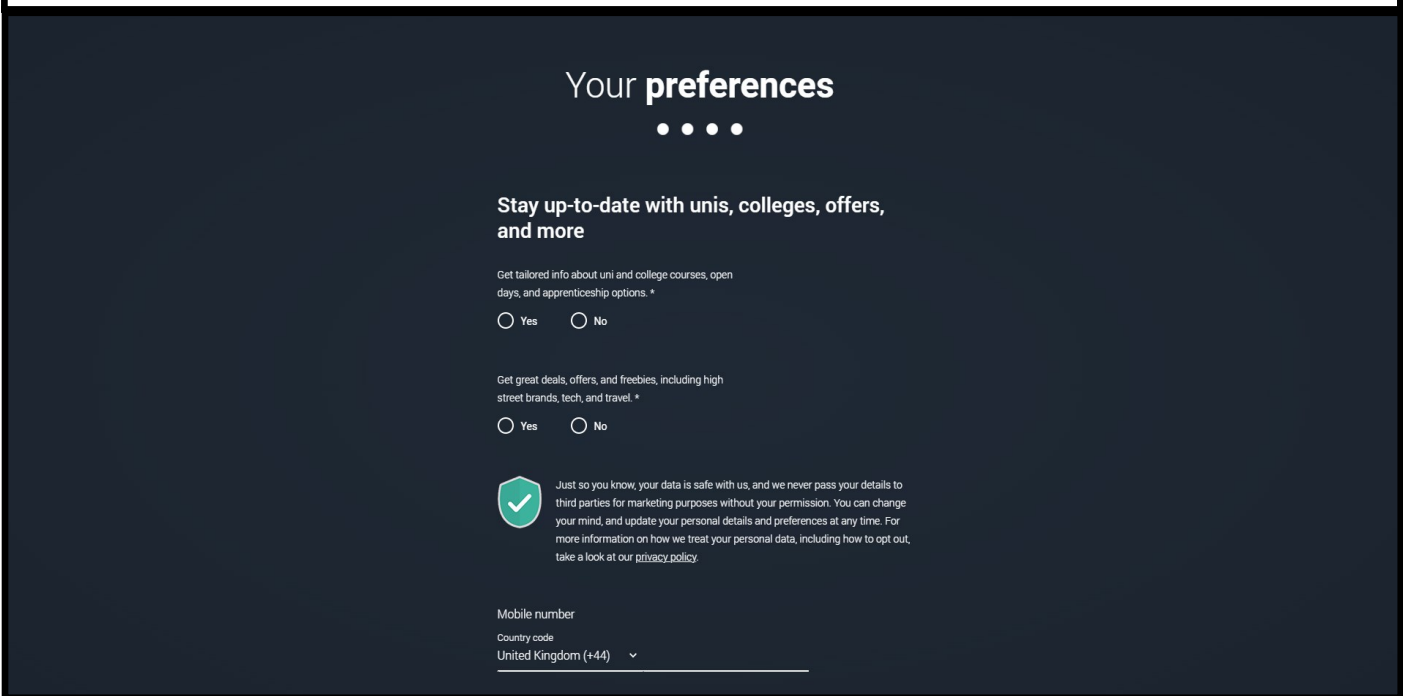 Your preferences
Stay up-to-date with unis, colleges, offers,
and more
Get tailored info about uni and college courses, open
days, and apprenticeship options. *
Yes No
Get great deals, offers, and freebies, including high
street brands, tech, and travel. *
Yes No
Just so you know, your data is safe with us, and we never pass your details to
third parties for marketing purposes without your permission. You can change
your mind, and update your personal details and preferences at any time. For
more information on how we treat your personal data, including how to opt out,
take a look at our privacy policy.
Mobile number
Country code
United Kingdom (+44)